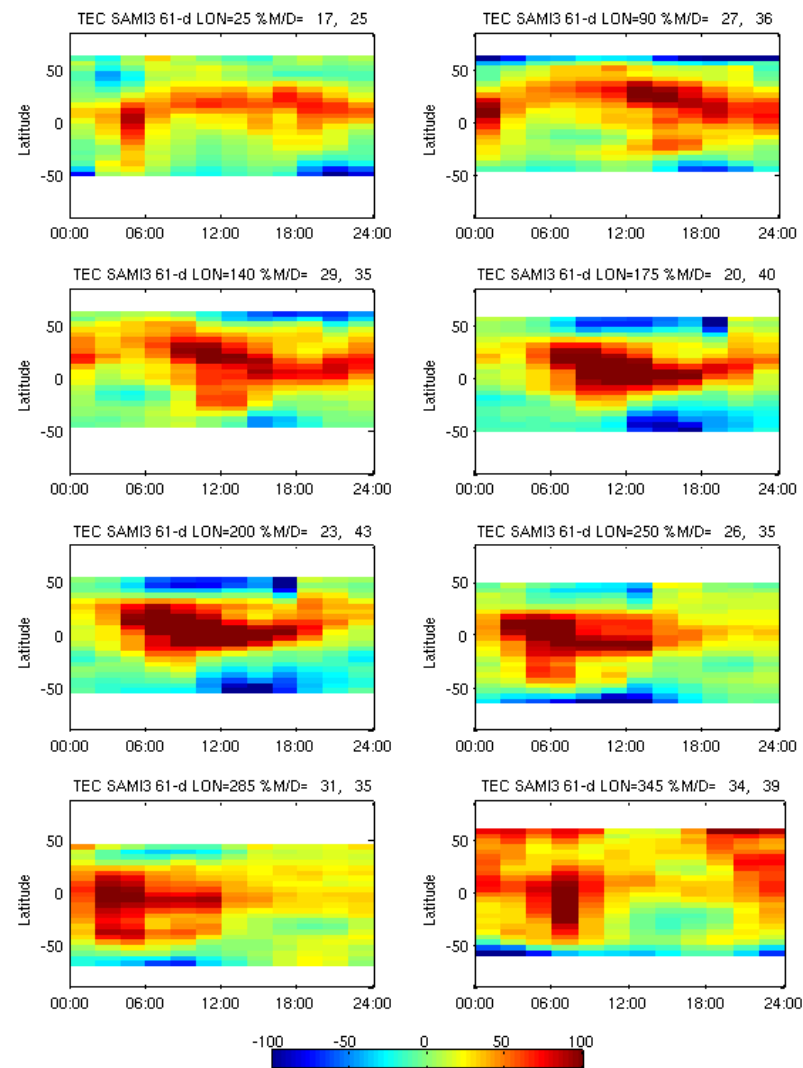 TEC SAMI3 61-d LON=25 %M/D= 17, 25
TEC SAMI3 61-d LON=90 %M/D= 27, 36
Latitude
50
0
-50
00:00 06:00 12:00 18:00 24:00
Latitude
50
0
-50
00:00 06:00 12:00 18:00 24:00
TEC SAMI3 61-d LON=140 %M/D= 29, 35
TEC SAMI3 61-d LON=175 %M/D= 20, 40
Latitude
50
0
-50
00:00 06:00 12:00 18:00 24:00
Latitude
50
0
-50
00:00 06:00 12:00 18:00 24:00
TEC SAMI3 61-d LON=200 %M/D= 23, 43
TEC SAMI3 61-d LON=250 %M/D= 26, 35
Latitude
50
0
-50
00:00 06:00 12:00 18:00 24:00
Latitude
50
0
-50
00:00 06:00 12:00 18:00 24:00
TEC SAMI3 61-d LON=285 %M/D= 31, 35
TEC SAMI3 61-d LON=345 %M/D= 34, 39
Latitude
50
0
-50
00:00 06:00 12:00 18:00 24:00
Latitude
50
0
-50
00:00 06:00 12:00 18:00 24:00
-100 -50 0 50 100